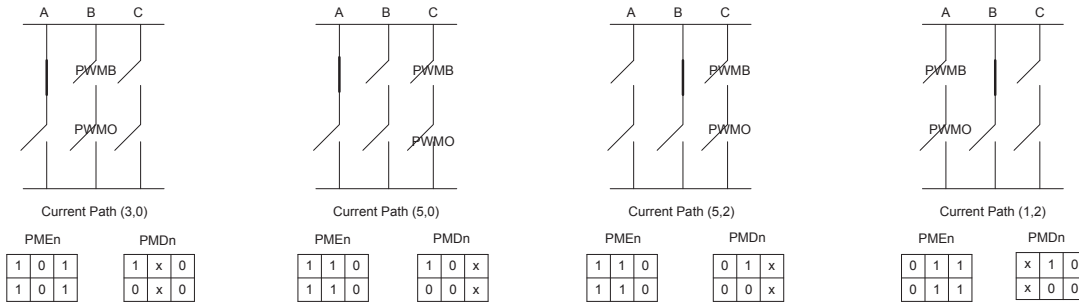 A B C
PWMB
PWMO
Current Path (3,0)
PMEn PMDn
1 0 1 1 x 0
1 0 1 0 x 0
A B C
PWMB
PWMO
Current Path (5,0)
PMEn PMDn
1 1 0 1 0 x
1 1 0 0 0 x
A B C
PWMB
PWMO
Current Path (5,2)
PMEn PMDn
1 1 0 0 1 x
1 1 0 0 0 x
A B C
PWMB
PWMO
Current Path (1,2)
PMEn PMDn
0 1 1 x 1 0
0 1 1 x 0 0